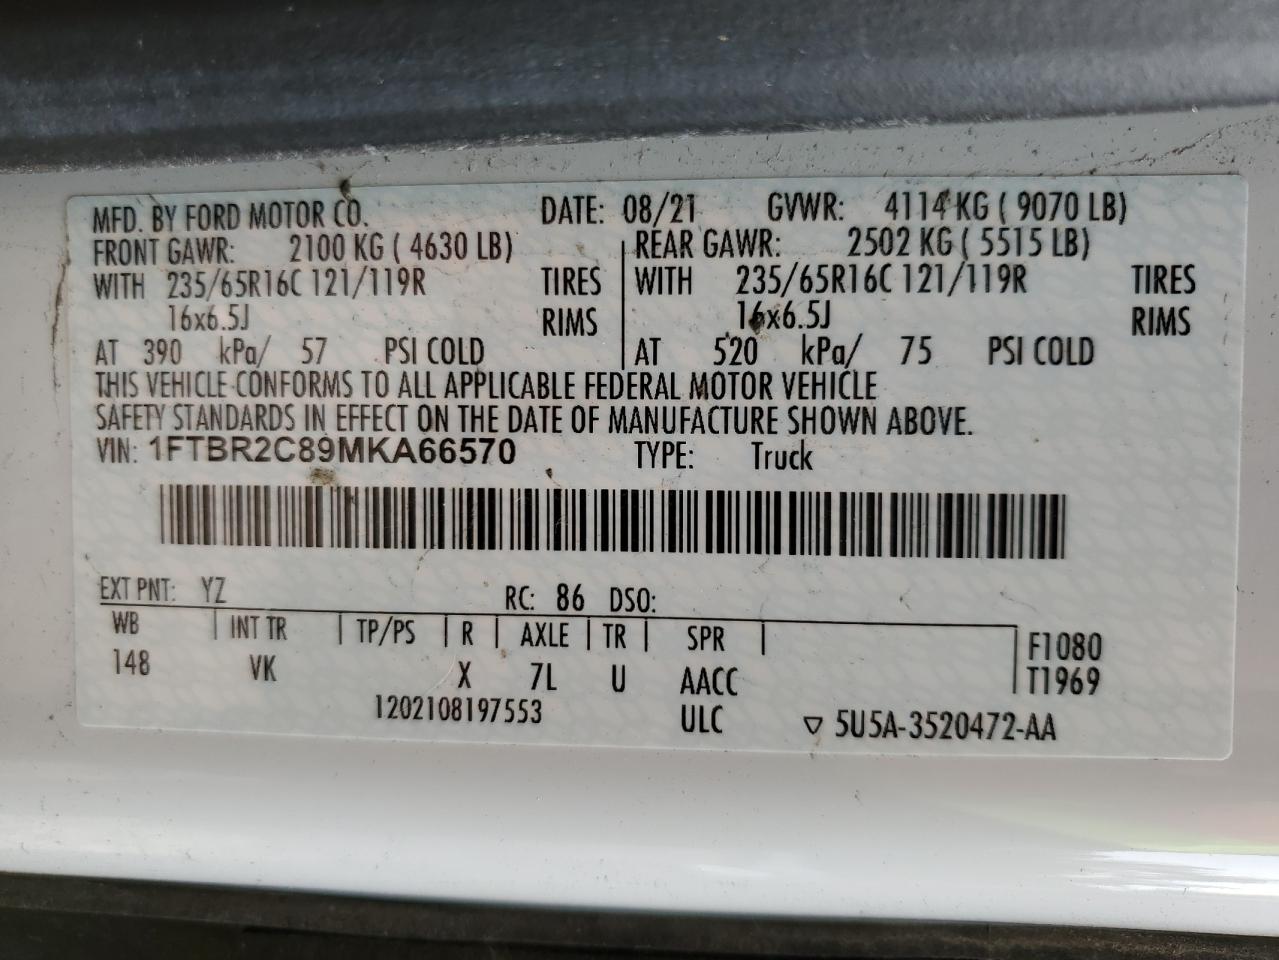 MFD. BY FORD MOTOR CO. DATE: 08/21 GVWR: 4114 KG ( 9070 LB)
FRONT GAWR: 2100 KG ( 4630 LB) REAR GAWR: 2502 KG ( 5515 LB)
WITH 235/65R16C 121/119R TIRES WITH 235/65R16C 121/119R TIRES
16x6.5J RIMS 16x6.5J RIMS
AT 390 kPa/ 57 PSI COLD AT 520 kPa/ 75 PSI COLD
THIS VEHICLE CONFORMS TO ALL APPLICABLE FEDERAL MOTOR VEHICLE
SAFETY STANDARDS IN EFFECT ON THE DATE OF MANUFACTURE SHOWN ABOVE.
VIN: 1FTBR2C89MKA66570 TYPE: Truck
EXT PNT: YZ RC: 86 DSO:
WB INT TR TP/PS R AXLE TR SPR F1080
148 VK X 7L U AACC T1969
1202108197553 ULC ▽ 5U5A-3520472-AA